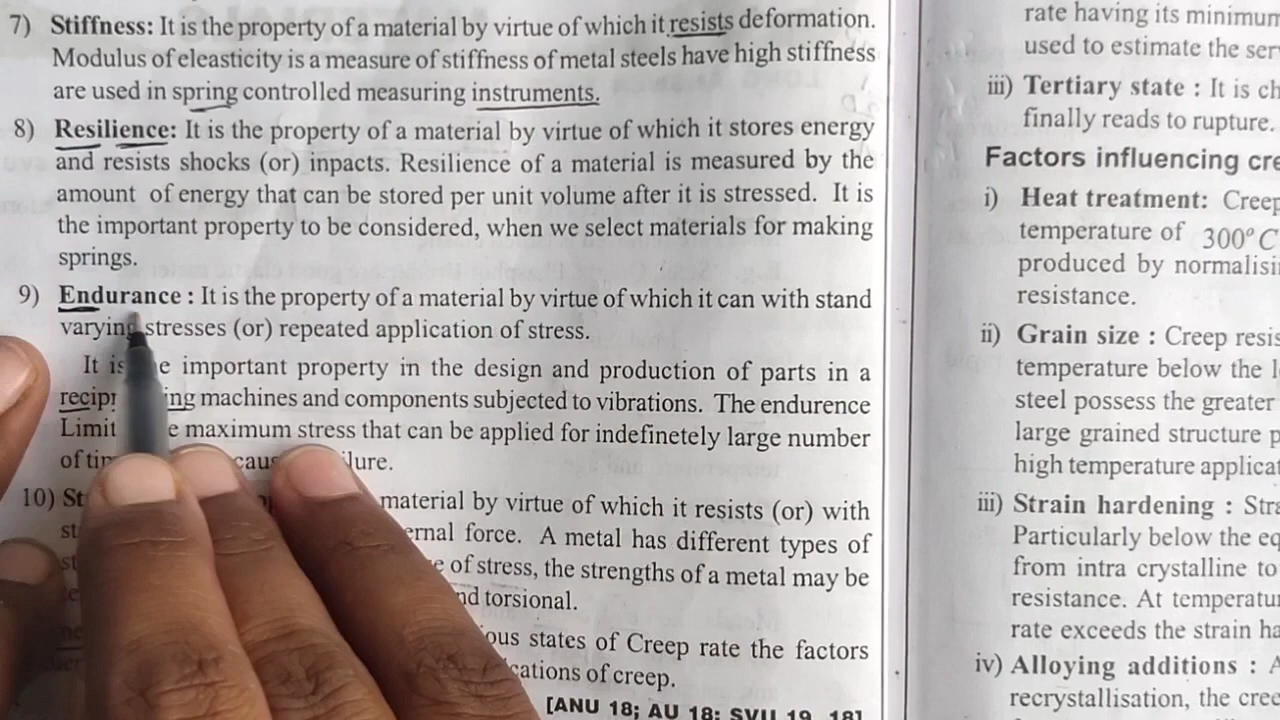 7) Stiffness: It is the property of a material by virtue of which it resists deformation.
Modulus of eleasticity is a measure of stiffness of metal steels have high stiffness
are used in spring controlled measuring instruments.
8) Resilience: It is the property of a material by virtue of which it stores energy
and resists shocks (or) inpacts. Resilience of a material is measured by the
amount of energy that can be stored per unit volume after it is stressed. It is
the important property to be considered, when we select materials for making
springs.
9) Endurance : It is the property of a material by virtue of which it can with stand
varying stresses (or) repeated application of stress.
It is e important property in the design and production of parts in a
recipr ing machines and components subjected to vibrations. The endurence
Limit e maximum stress that can be applied for indefinetely large number
of caus lure.
10) St material by virtue of which it resists (or) with
st ernal force. A metal has different types of
st e of stress, the strengths of a metal may be
nd torsional.
ous states of Creep rate the factors
cations of creep.
[ANU 18; AU 18; SVU 19, 18]
rate having its minimum
used to estimate the ser
iii) Tertiary state : It is ch
finally reads to rupture.
Factors influencing cre
i) Heat treatment: Creep
temperature of 300° C
produced by normalisi
resistance.
ii) Grain size : Creep resis
temperature below the l
steel possess the greater
large grained structure p
high temperature applicat
iii) Strain hardening : Stra
Particularly below the eq
from intra crystalline to
resistance. At temperatu
rate exceeds the strain ha
iv) Alloying additions : A
recrystallisation, the cree